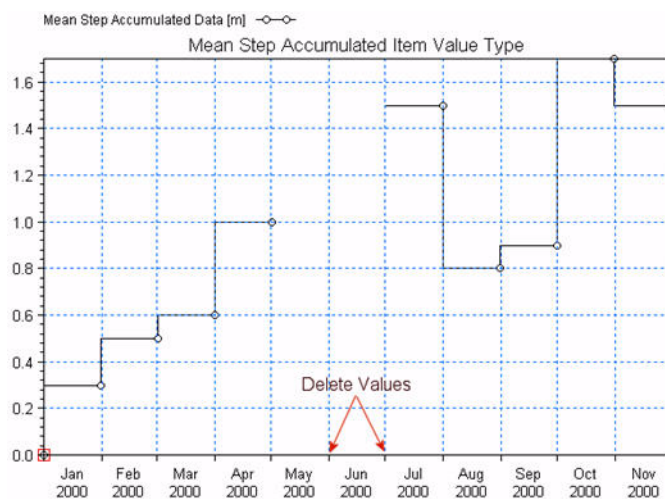 Mean Step Accumulated Data [m]
Mean Step Accumulated Item Value Type
1.6
1.4
1.2
1.0
0.8
0.6
0.4
Delete Values
0.2
0.0
Jan Feb Mar Apr May Jun Jul Aug Sep Oct Nov
2000 2000 2000 2000 2000 2000 2000 2000 2000 2000 2000